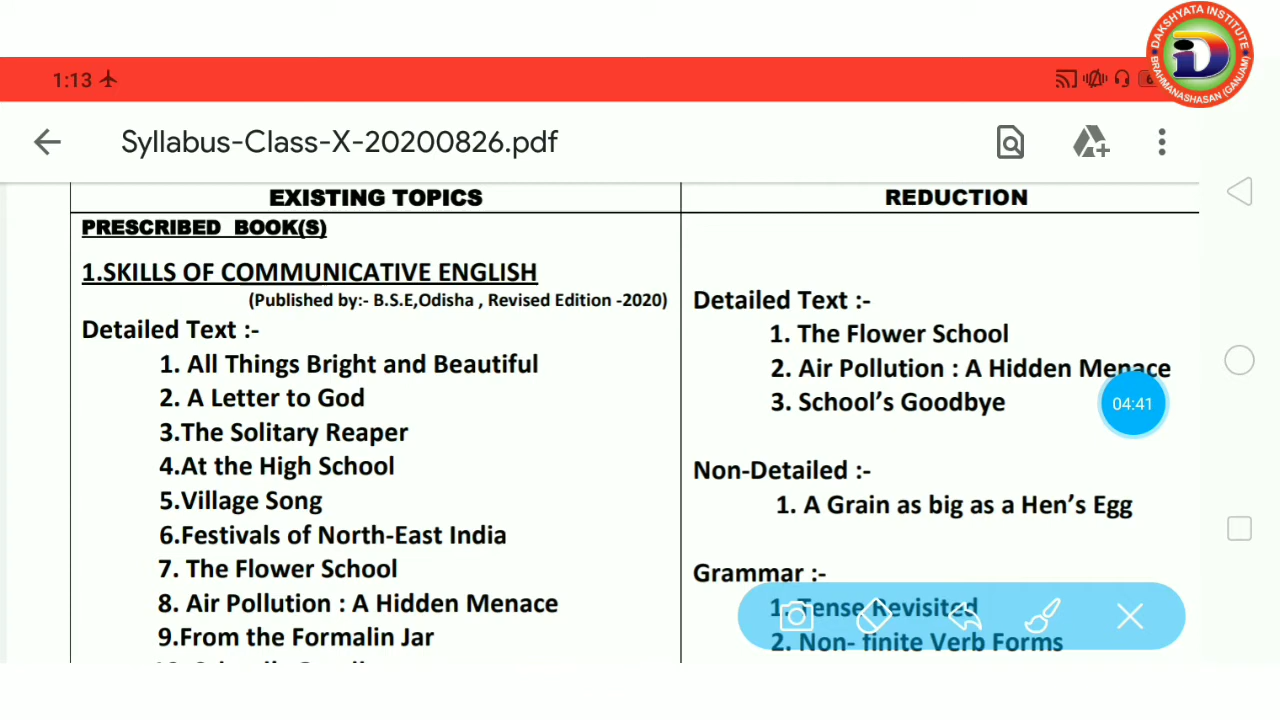 DAKSHYATA INSTITUTE
BRAHMANASHASAN (GANJAM)
1:13
Syllabus-Class-X-20200826.pdf
EXISTING TOPICS
REDUCTION
PRESCRIBED BOOK(S)
1.SKILLS OF COMMUNICATIVE ENGLISH
(Published by:- B.S.E,Odisha , Revised Edition -2020)
Detailed Text :-
1. All Things Bright and Beautiful
2. A Letter to God
3.The Solitary Reaper
4.At the High School
5.Village Song
6.Festivals of North-East India
7. The Flower School
8. Air Pollution : A Hidden Menace
9.From the Formalin Jar
Detailed Text :-
1. The Flower School
2. Air Pollution : A Hidden Menace
3. School's Goodbye
04:41
Non-Detailed :-
1. A Grain as big as a Hen's Egg
Grammar :-
1. Tense Revisited
2. Non- finite Verb Forms